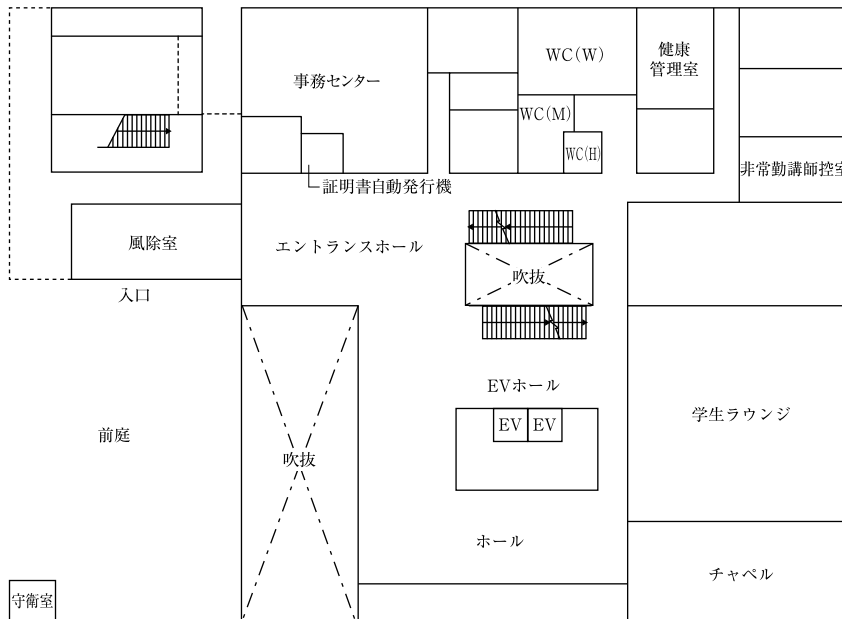 事務センター
WC(W)
健康
管理室
WC(M)
WC(H)
非常勤講師控室
証明書自動発行機
風除室
エントランスホール
吹抜
入口
EVホール
学生ラウンジ
EV
EV
前庭
吹抜
ホール
チャペル
守衛室